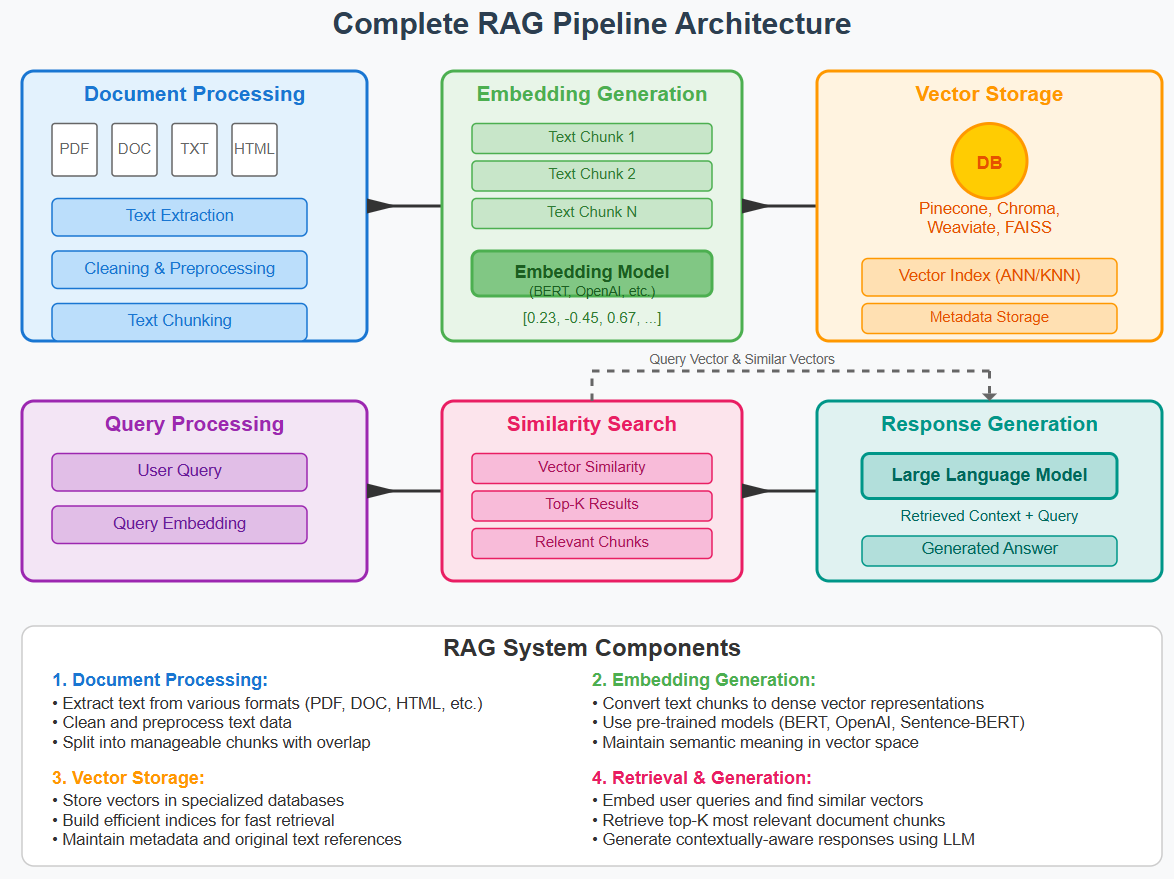 Complete RAG Pipeline Architecture
Document Processing
PDF
DOC
TXT
HTML
Text Extraction
Cleaning & Preprocessing
Text Chunking
Embedding Generation
Text Chunk 1
Text Chunk 2
Text Chunk N
Embedding Model
(BERT, OpenAI, etc.)
[0.23, -0.45, 0.67, ...]
Vector Storage
DB
Pinecone, Chroma,
Weaviate, FAISS
Vector Index (ANN/KNN)
Metadata Storage
Query Vector & Similar Vectors
Query Processing
User Query
Query Embedding
Similarity Search
Vector Similarity
Top-K Results
Relevant Chunks
Response Generation
Large Language Model
Retrieved Context + Query
Generated Answer
RAG System Components
1. Document Processing:
• Extract text from various formats (PDF, DOC, HTML, etc.)
• Clean and preprocess text data
• Split into manageable chunks with overlap
2. Embedding Generation:
• Convert text chunks to dense vector representations
• Use pre-trained models (BERT, OpenAI, Sentence-BERT)
• Maintain semantic meaning in vector space
3. Vector Storage:
• Store vectors in specialized databases
• Build efficient indices for fast retrieval
• Maintain metadata and original text references
4. Retrieval & Generation:
• Embed user queries and find similar vectors
• Retrieve top-K most relevant document chunks
• Generate contextually-aware responses using LLM